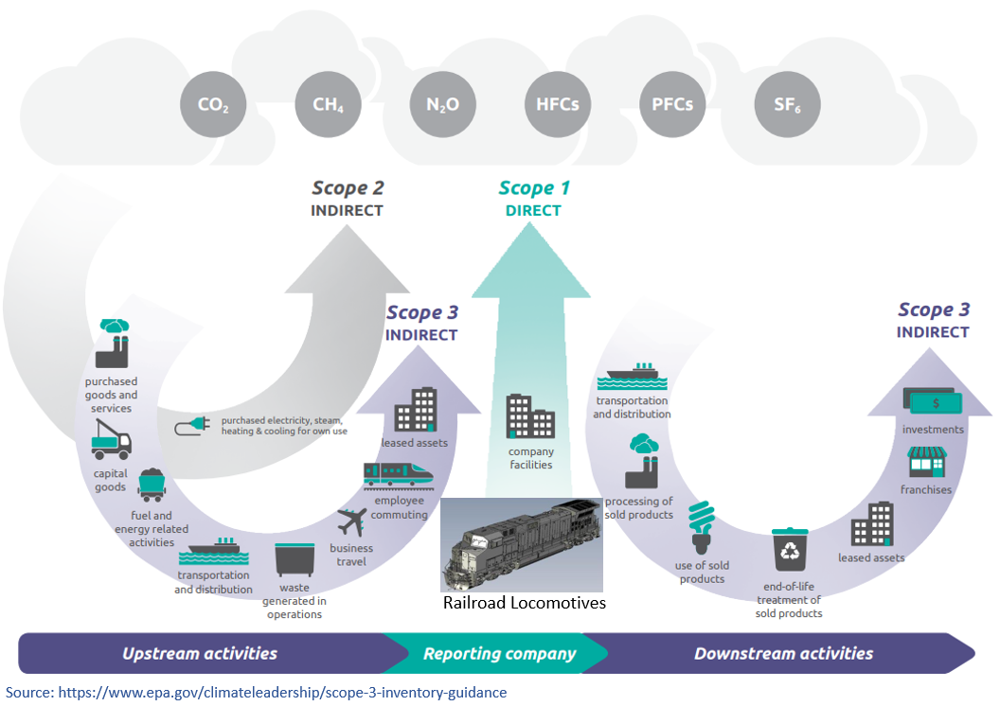 CO₂
CH₄
N₂O
HFCs
PFCs
SF₆
Scope 2
INDIRECT
Scope 1
DIRECT
Scope 3
INDIRECT
Scope 3
INDIRECT
purchased
goods and
services
capital
goods
fuel and
energy related
activities
transportation
and distribution
waste
generated in
operations
business
travel
employee
commuting
leased assets
purchased electricity, steam,
heating & cooling for own use
company
facilities
Railroad Locomotives
transportation
and distribution
processing of
sold products
use of sold
products
end-of-life
treatment of
sold products
leased assets
franchises
$
investments
Upstream activities
Reporting company
Downstream activities
Source: https://www.epa.gov/climateleadership/scope-3-inventory-guidance